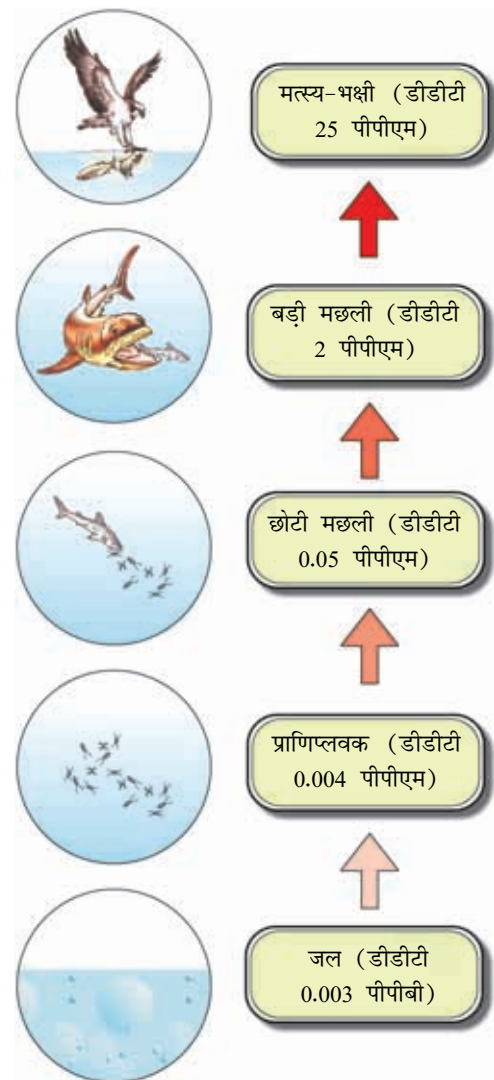 मत्स्य-भक्षी (डीडीटी
25 पीपीएम)
बड़ी मछली (डीडीटी
2 पीपीएम)
छोटी मछली (डीडीटी
0.05 पीपीएम)
प्राणिप्लवक (डीडीटी
0.004 पीपीएम)
जल (डीडीटी
0.003 पीपीबी)